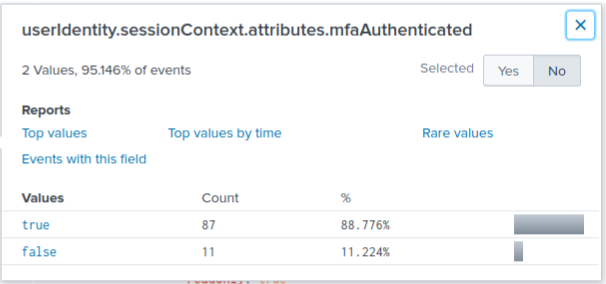 userIdentity.sessionContext.attributes.mfaAuthenticated
2 Values, 95.146% of events
Selected Yes No
Reports
Top values Top values by time Rare values
Events with this field
Values Count %
true 87 88.776%
false 11 11.224%